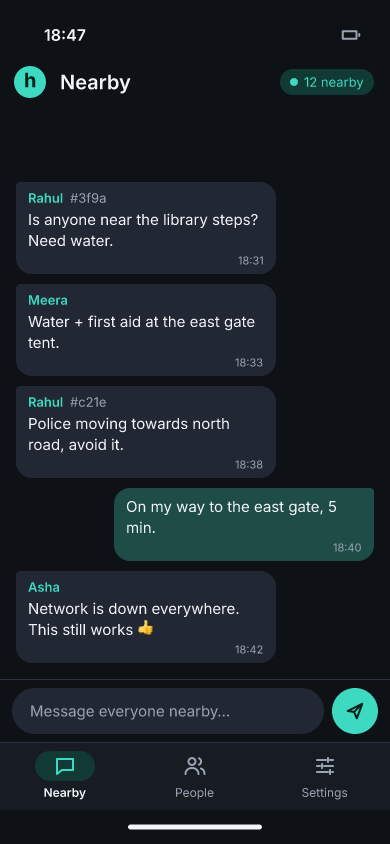 18:47
h Nearby 12 nearby
Rahul #3f9a
Is anyone near the library steps?
Need water.
18:31
Meera
Water + first aid at the east gate
tent.
18:33
Rahul #c21e
Police moving towards north
road, avoid it.
18:38
On my way to the east gate, 5
min.
18:40
Asha
Network is down everywhere.
This still works 👍
18:42
Message everyone nearby...
Nearby People Settings